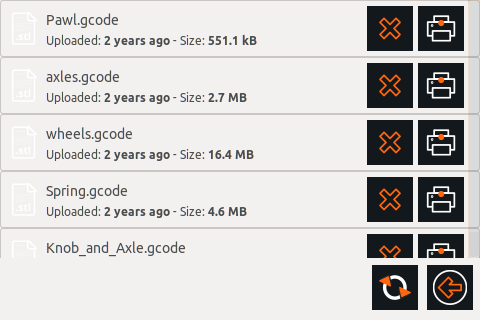 Pawl.gcode
Uploaded: 2 years ago - Size: 551.1 kB
axles.gcode
Uploaded: 2 years ago - Size: 2.7 MB
wheels.gcode
Uploaded: 2 years ago - Size: 16.4 MB
Spring.gcode
Uploaded: 2 years ago - Size: 4.6 MB
Knob_and_Axle.gcode